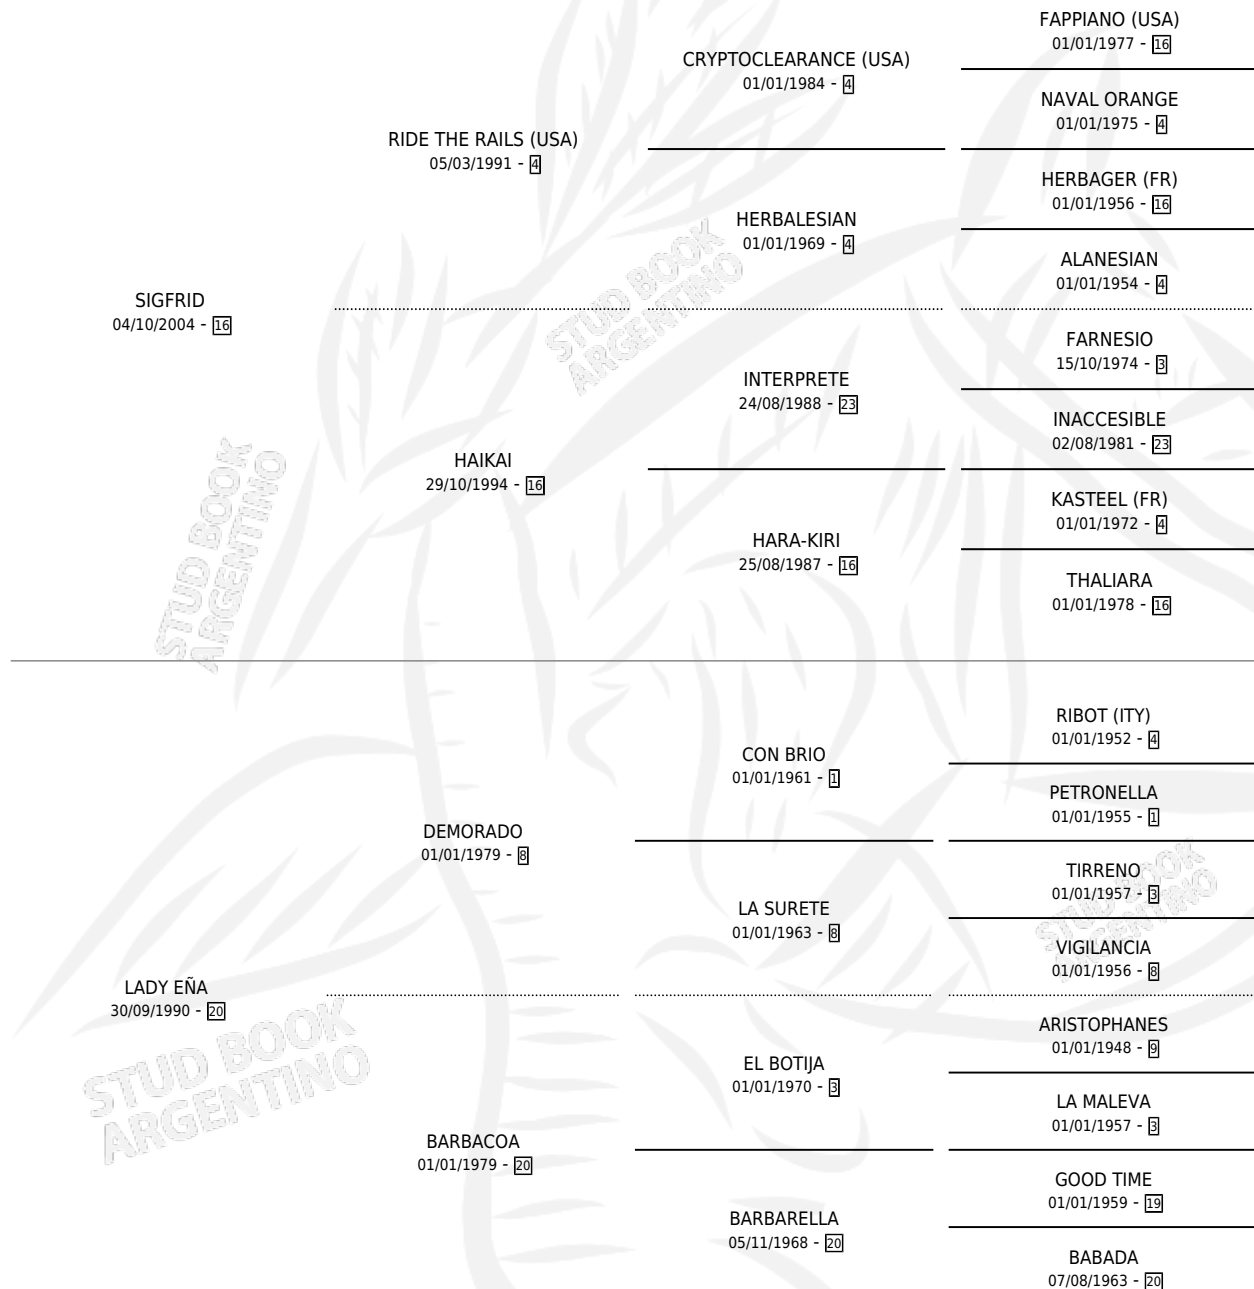 FAPPIANO (USA)
01/01/1977 - 16
CRYPTOCLEARANCE (USA)
01/01/1984 - 4
NAVAL ORANGE
01/01/1975 - 4
RIDE THE RAILS (USA)
05/03/1991 - 4
HERBAGER (FR)
01/01/1956 - 16
HERBALESIAN
01/01/1969 - 4
ALANESIAN
01/01/1954 - 4
SIGFRID
04/10/2004 - 16
STUD BOOK
ARGENTINO
FARNESIO
15/10/1974 - 3
INTERPRETE
24/08/1988 - 23
INACCESIBLE
02/08/1981 - 23
HAIKAI
29/10/1994 - 16
KASTEEL (FR)
01/01/1972 - 4
HARA-KIRI
25/08/1987 - 16
THALIARA
01/01/1978 - 16
STUD BOOK
ARGENTINO
RIBOT (ITY)
01/01/1952 - 4
CON BRIO
01/01/1961 - 1
PETRONELLA
01/01/1955 - 1
DEMORADO
01/01/1979 - 8
TIRRENO
01/01/1957 - 3
LA SURETE
01/01/1963 - 8
VIGILANCIA
01/01/1956 - 8
STUD BOOK
ARGENTINO
LADY EÑA
30/09/1990 - 20
ARISTOPHANES
01/01/1948 - 9
EL BOTIJA
01/01/1970 - 3
LA MALEVA
01/01/1957 - 3
STUD BOOK
ARGENTINO
BARBACOA
01/01/1979 - 20
GOOD TIME
01/01/1959 - 19
BARBARELLA
05/11/1968 - 20
BABADA
07/08/1963 - 20